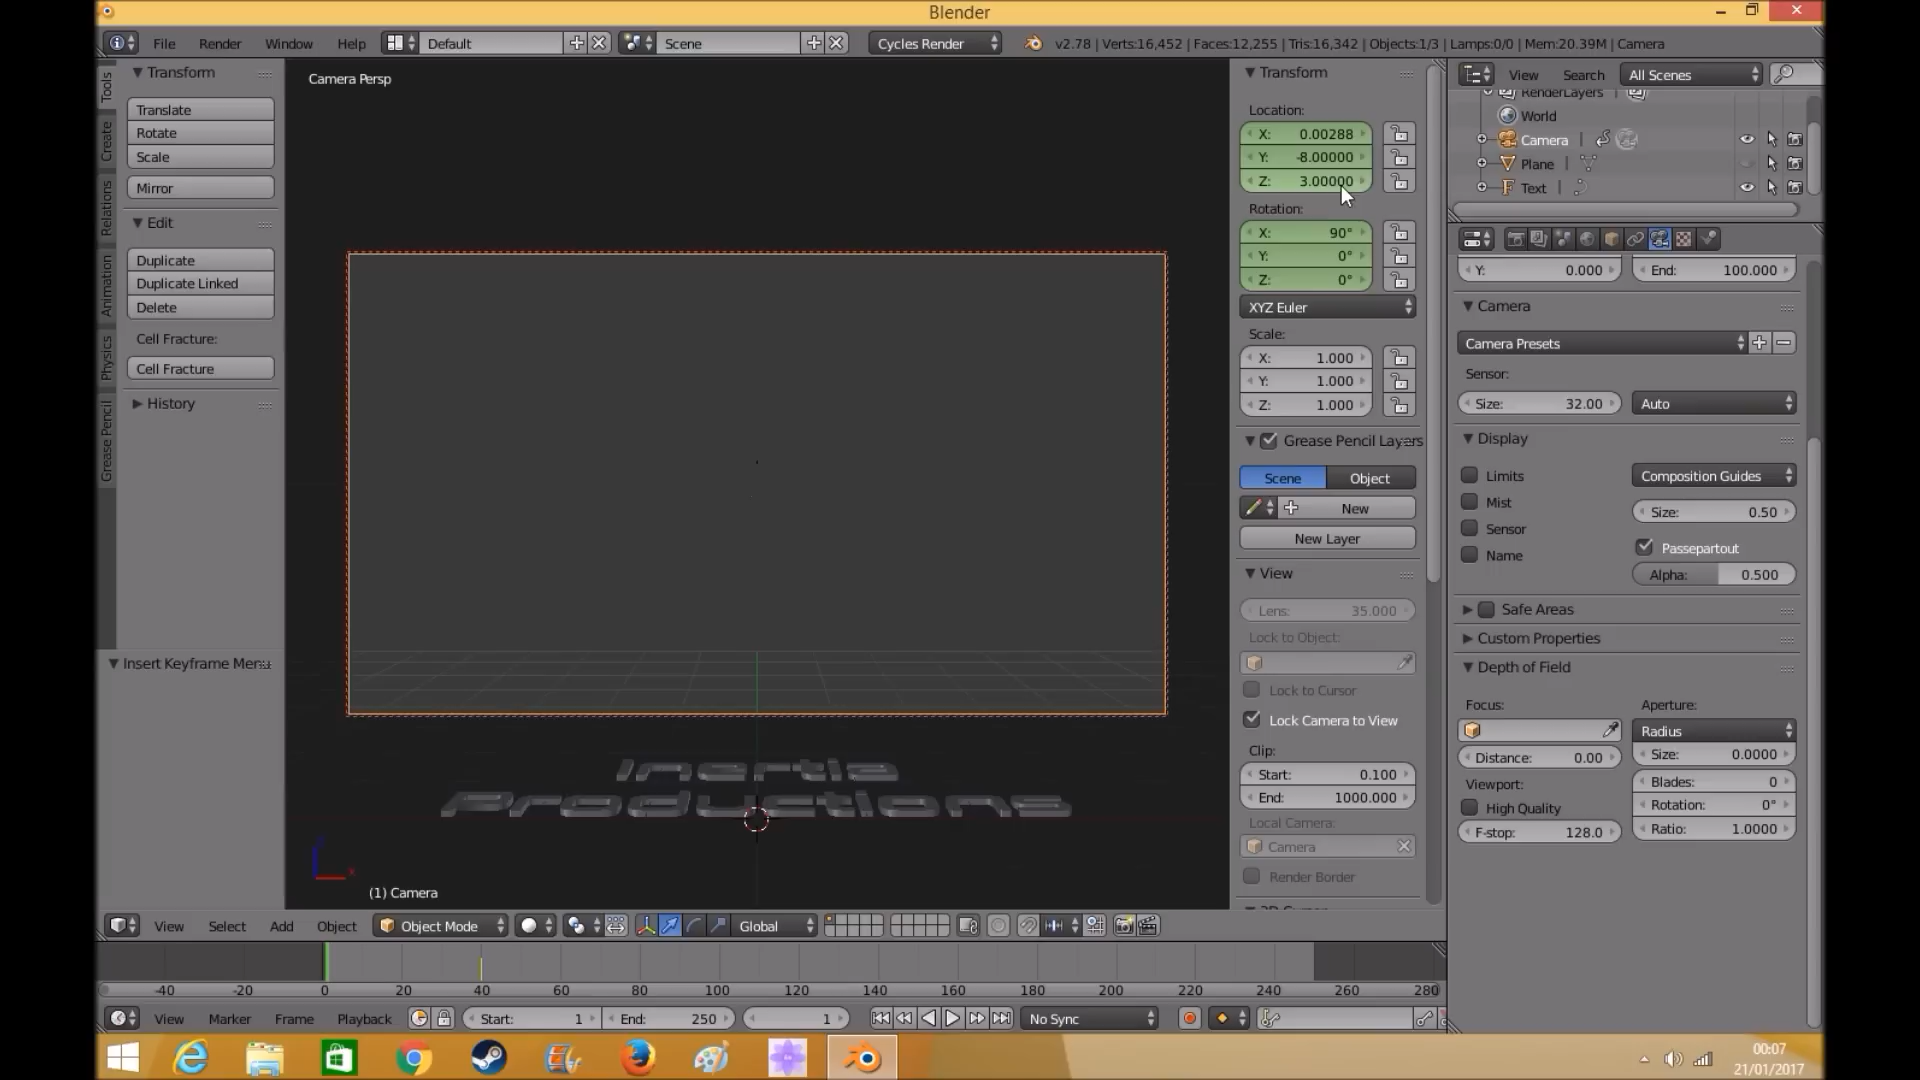 Blender
File Render Window Help Default Scene Cycles Render v2.78 | Verts:16,452 | Faces:12,255 | Tris:16,342 | Objects:1/3 | Lamps:0/0 | Mem:20.39M | Camera
Tools
Create
Relations
Animation
Physics
Grease Pencil
Transform
Translate
Rotate
Scale
Mirror
Edit
Duplicate
Duplicate Linked
Delete
Cell Fracture:
Cell Fracture
History
Insert Keyframe Menu
Camera Persp
Inertia
Productions
(1) Camera
Transform
Location:
X: 0.00288
Y: -8.00000
Z: 3.00000
Rotation:
X: 90°
Y: 0°
Z: 0°
XYZ Euler
Scale:
X: 1.000
Y: 1.000
Z: 1.000
Grease Pencil Layers
Scene Object
New
New Layer
View
Lens: 35.000
Lock to Object:
Lock to Cursor
Lock Camera to View
Clip:
Start: 0.100
End: 1000.000
Local Camera:
Camera
Render Border
View Search All Scenes
RenderLayers
World
Camera
Plane
Text
Y: 0.000 End: 100.000
Camera
Camera Presets
Sensor:
Size: 32.00 Auto
Display
Limits Composition Guides
Mist Size: 0.50
Sensor Passepartout
Name Alpha: 0.500
Safe Areas
Custom Properties
Depth of Field
Focus: Aperture:
Radius
Distance: 0.00 Size: 0.0000
Viewport: Blades: 0
High Quality Rotation: 0°
F-stop: 128.0 Ratio: 1.0000
View Select Add Object Object Mode Global
-40 -20 0 20 40 60 80 100 120 140 160 180 200 220 240 260 280
View Marker Frame Playback Start: 1 End: 250 1 No Sync
00:07
21/01/2017